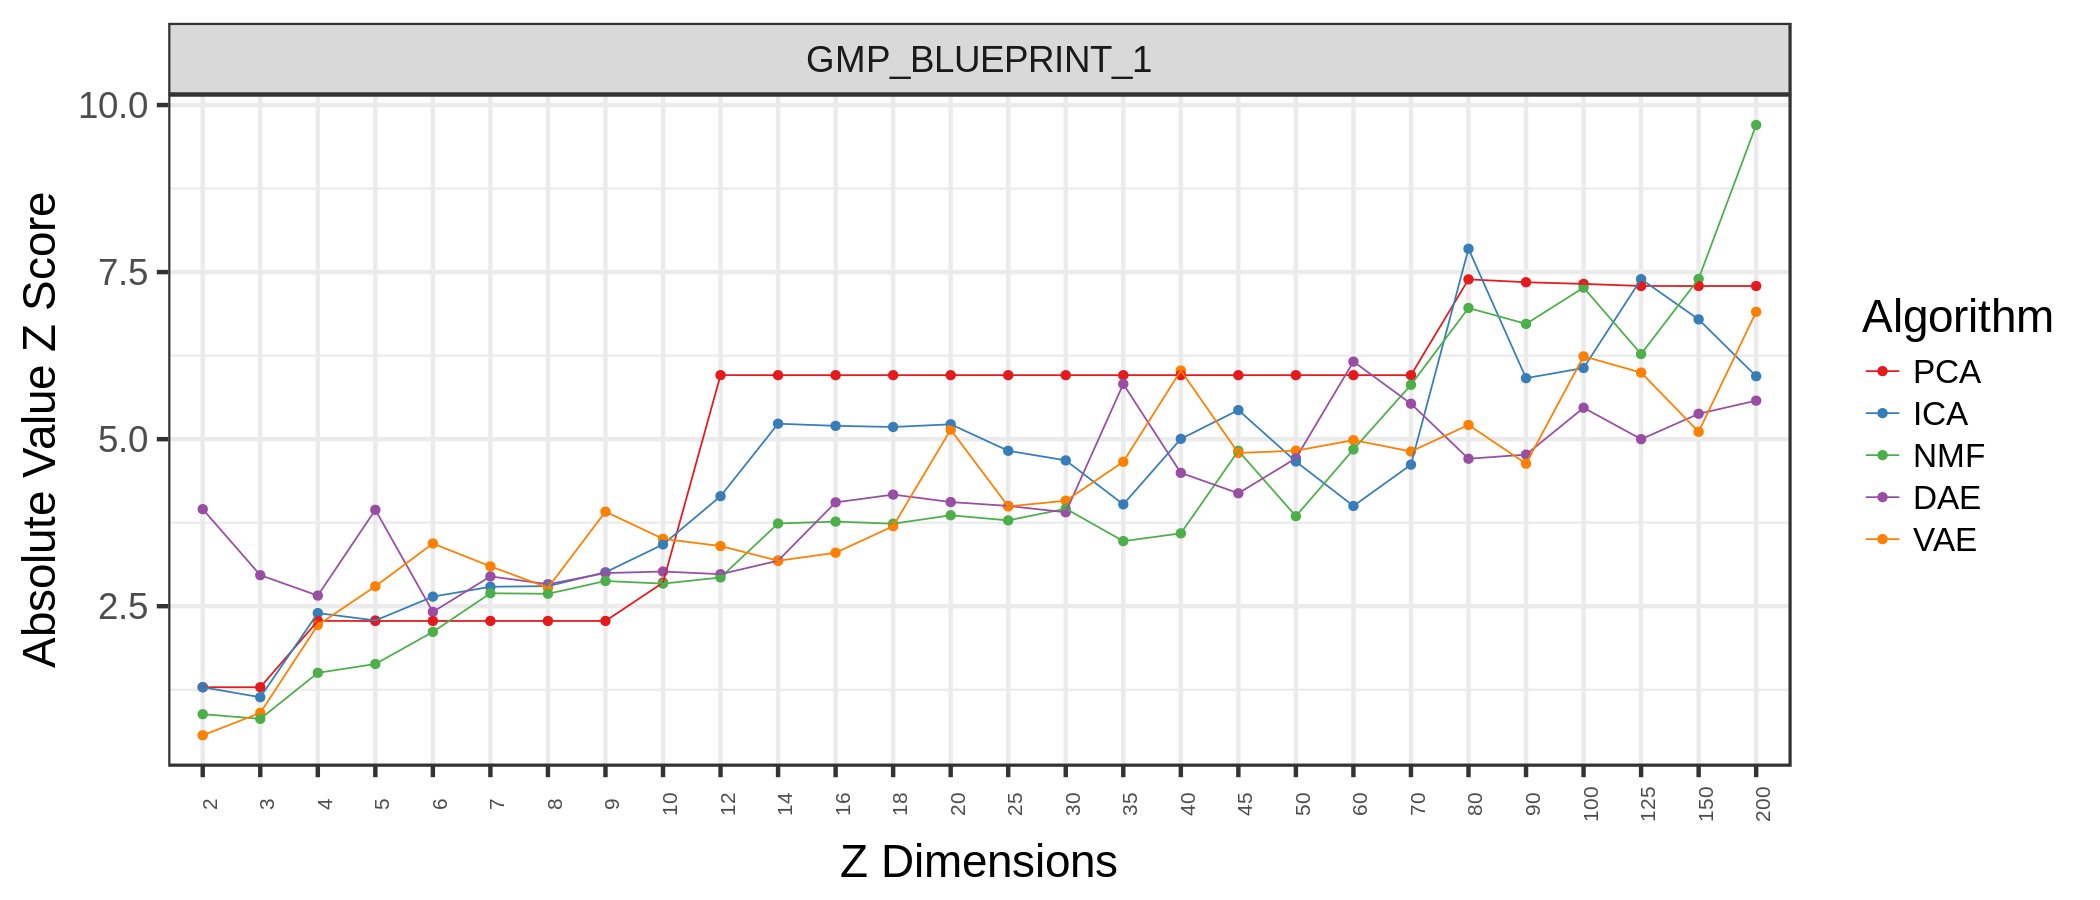 GMP_BLUEPRINT_1
10.0
7.5
5.0
2.5
Absolute Value Z Score
2 3 4 5 6 7 8 9 10 12 14 16 18 20 25 30 35 40 45 50 60 70 80 90 100 125 150 200
Z Dimensions
Algorithm
PCA
ICA
NMF
DAE
VAE